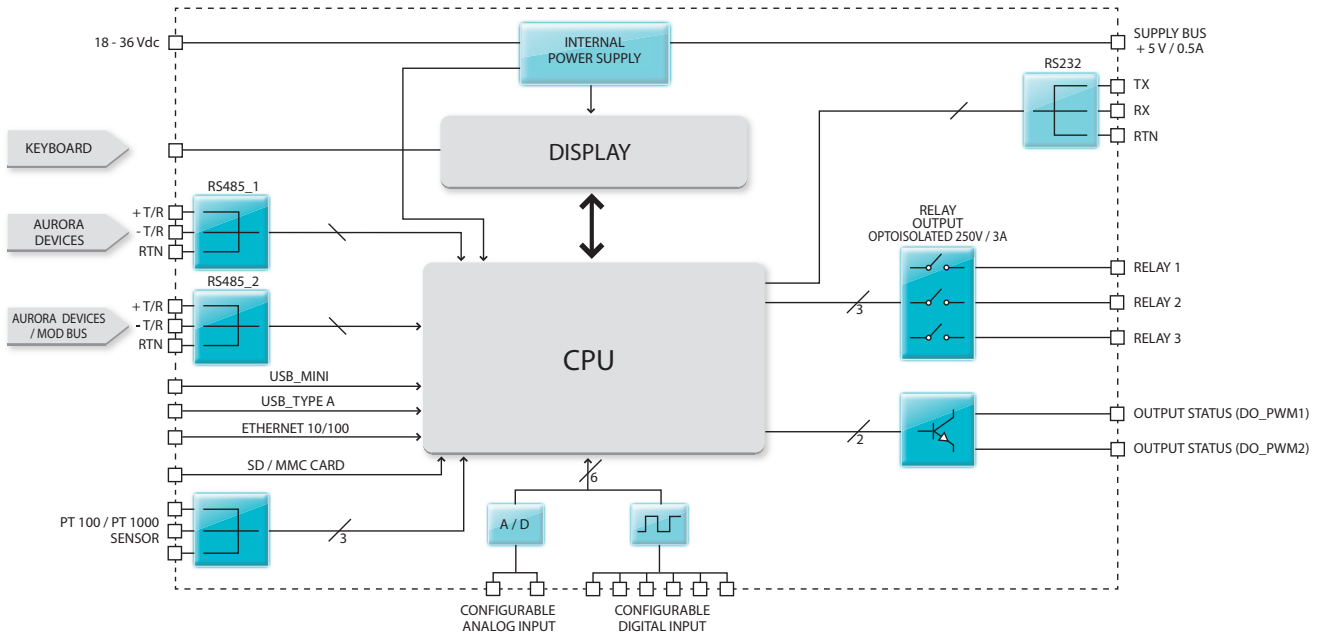 18 - 36 Vdc
INTERNAL
POWER SUPPLY
SUPPLY BUS
+ 5 V / 0.5A
RS232
TX
RX
RTN
KEYBOARD
DISPLAY
RS485_1
AURORA
DEVICES
+ T/R
- T/R
RTN
RELAY
OUTPUT
OPTOISOLATED 250V / 3A
RELAY 1
RELAY 2
RELAY 3
3
RS485_2
AURORA DEVICES
/ MOD BUS
+ T/R
- T/R
RTN
CPU
USB_MINI
USB_TYPE A
ETHERNET 10/100
SD / MMC CARD
2
OUTPUT STATUS (DO_PWM1)
OUTPUT STATUS (DO_PWM2)
PT 100 / PT 1000
SENSOR
3
6
A / D
CONFIGURABLE
ANALOG INPUT
CONFIGURABLE
DIGITAL INPUT